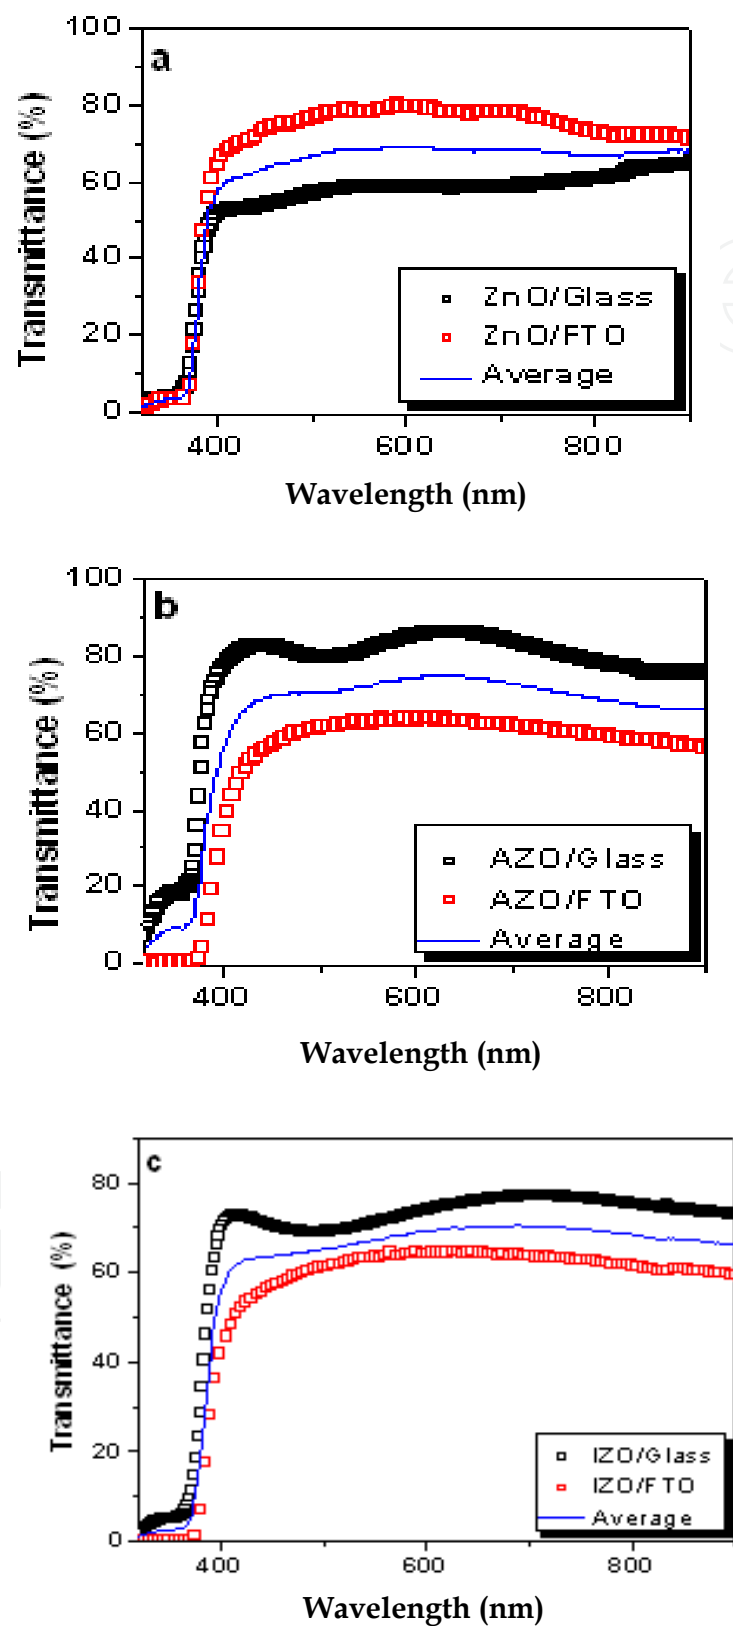 a
100
80
60
40
20
0
Transmittance (%)
ZnO/Glass
ZnO/FTO
Average
400 600 800
Wavelength (nm)
b
100
80
60
40
20
0
Transmittance (%)
AZO/Glass
AZO/FTO
Average
400 600 800
Wavelength (nm)
c
80
60
40
20
0
Transmittance (%)
IZO/Glass
IZO/FTO
Average
400 600 800
Wavelength (nm)